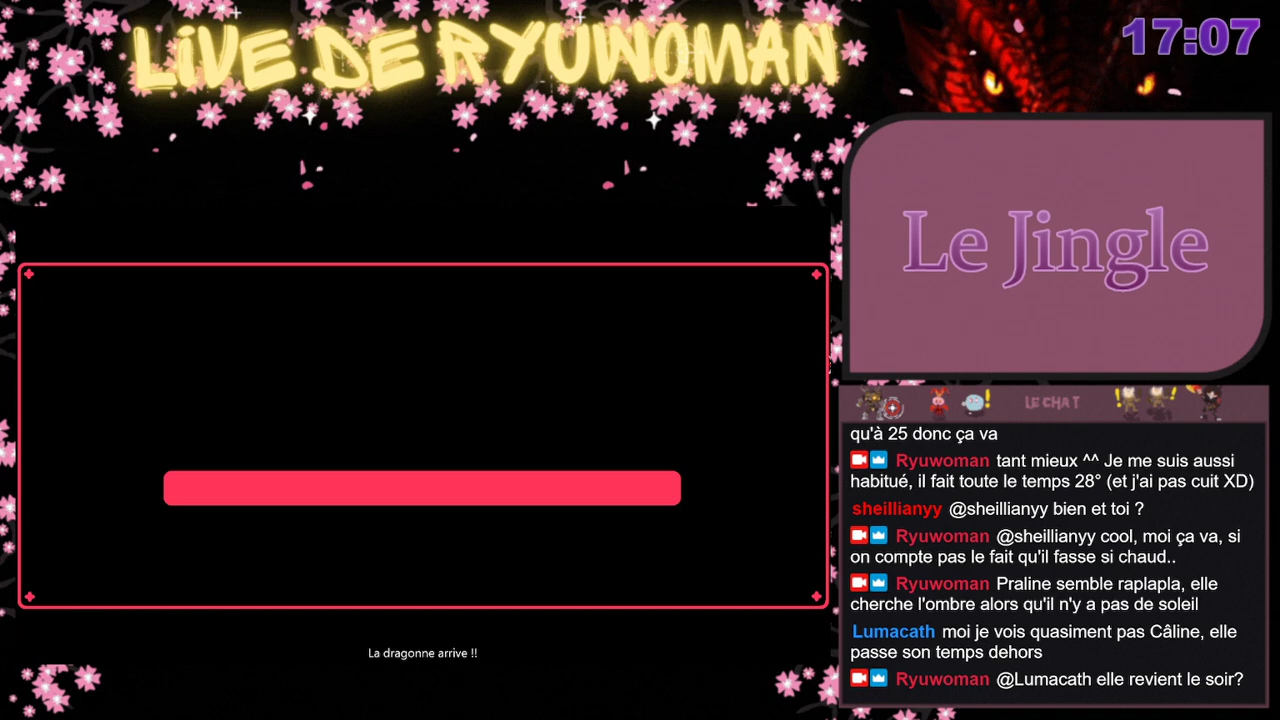 LiVE DE RYUWOMAN
17:07
Le Jingle
LE CHAT
qu'à 25 donc ça va
Ryuwoman tant mieux ^^ Je me suis aussi
habitué, il fait toute le temps 28° (et j'ai pas cuit XD)
sheillianyy @sheillianyy bien et toi ?
Ryuwoman @sheillianyy cool, moi ça va, si
on compte pas le fait qu'il fasse si chaud..
Ryuwoman Praline semble raplapla, elle
cherche l'ombre alors qu'il n'y a pas de soleil
Lumacath moi je vois quasiment pas Câline, elle
passe son temps dehors
Ryuwoman @Lumacath elle revient le soir?
La dragonne arrive !!